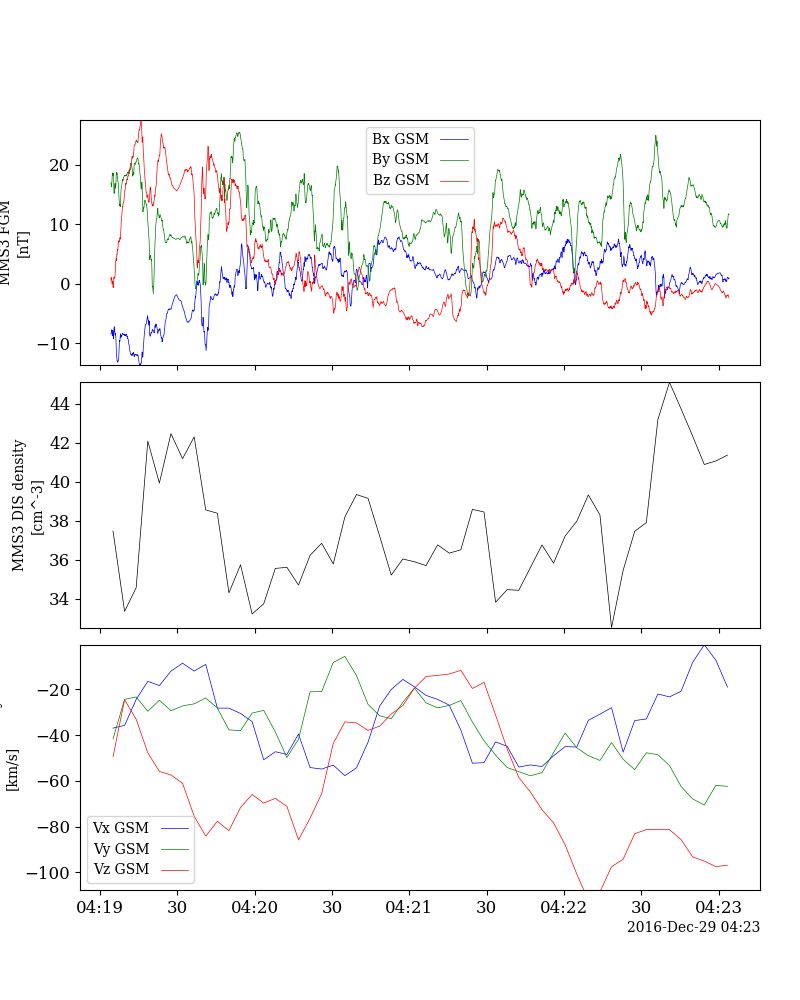 20
10
0
−10
MMS3 FGM
[nT]
Bx GSM
By GSM
Bz GSM
44
42
40
38
36
34
MMS3 DIS density
[cm^-3]
−20
−40
−60
−80
−100
[km/s]
Vx GSM
Vy GSM
Vz GSM
04:19 30 04:20 30 04:21 30 04:22 30 04:23
2016-Dec-29 04:23